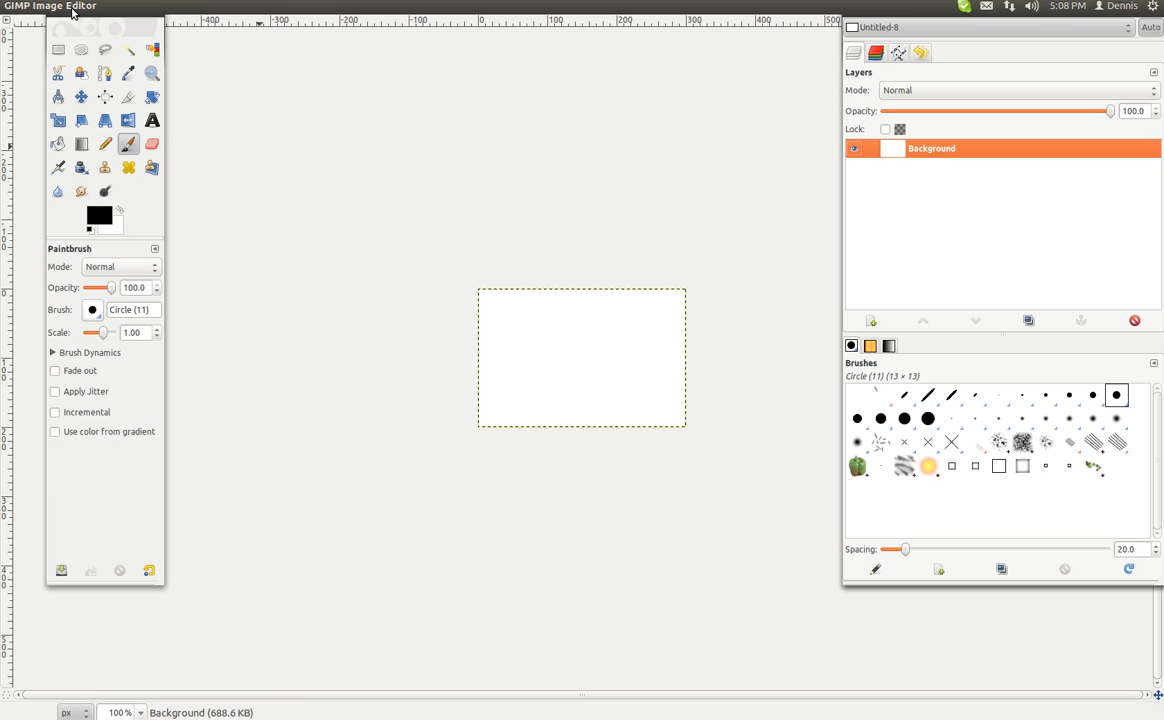 GIMP Image Editor
5:08 PM
Dennis
-400 -300 -200 -100 0 100 200 300 400 500
Untitled-8
Auto
Layers
Mode: Normal
Opacity: 100.0
Lock:
Background
Paintbrush
Mode: Normal
Opacity: 100.0
Brush: Circle (11)
Scale: 1.00
Brush Dynamics
Fade out
Apply Jitter
Incremental
Use color from gradient
Brushes
Circle (11) (13 × 13)
Spacing: 20.0
px 100% Background (688.6 KB)